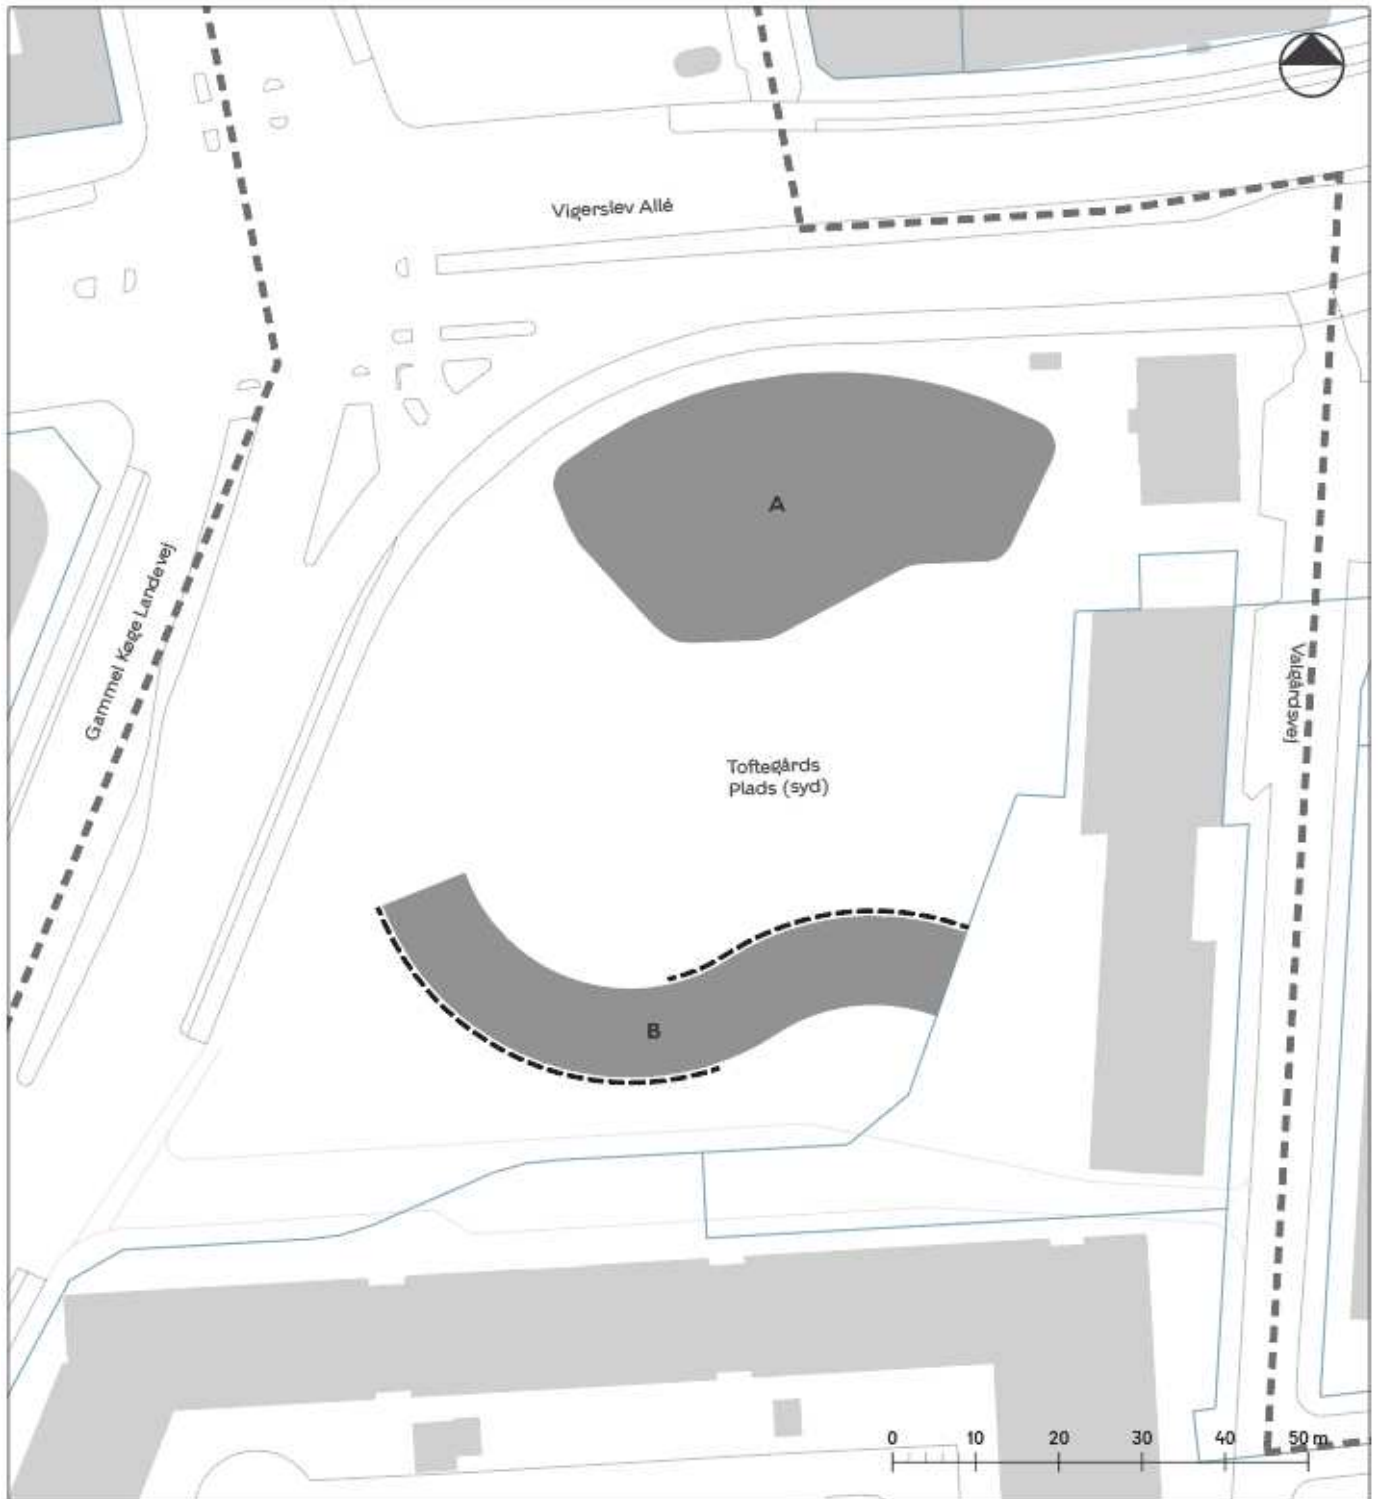 Vigerslev Allé
A
Gammel Køge Landevej
Valgårdsvej
Toftegårds
Plads (syd)
B
0 10 20 30 40 50 m